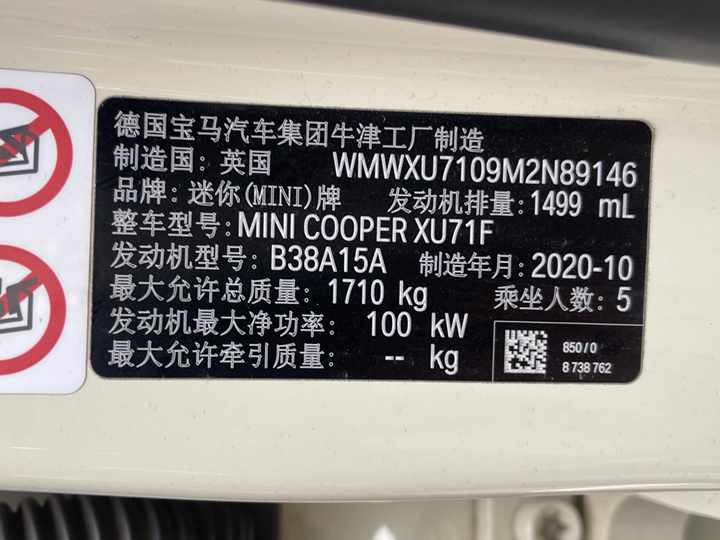 德国宝马汽车集团牛津工厂制造
制造国: 英国 WMWXU7109M2N89146
品牌: 迷你(MINI)牌 发动机排量: 1499 mL
整车型号: MINI COOPER XU71F
发动机型号: B38A15A 制造年月: 2020-10
最大允许总质量: 1710 kg 乘坐人数: 5
发动机最大净功率: 100 kW
最大允许牵引质量: -- kg
850/0
8 738 762